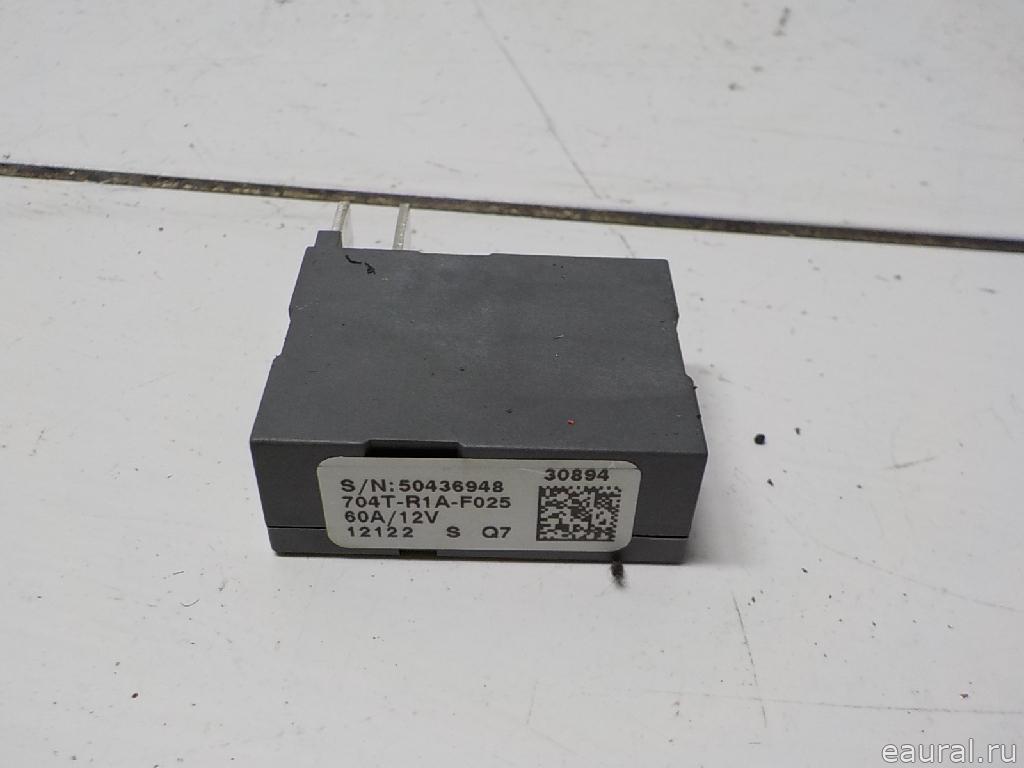 30894
S/N:50436948
704T-R1A-F025
60A/12V
12122 S Q7
eaural.ru